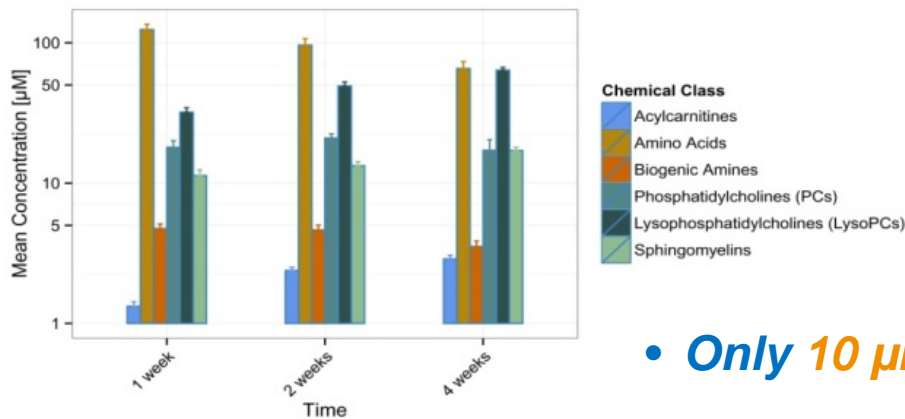 Mean Concentration [µM]
100
50
10
5
1
1 week
2 weeks
4 weeks
Time
Chemical Class
Acylcarnitines
Amino Acids
Biogenic Amines
Phosphatidylcholines (PCs)
Lysophosphatidylcholines (LysoPCs)
Sphingomyelins
• Only 10